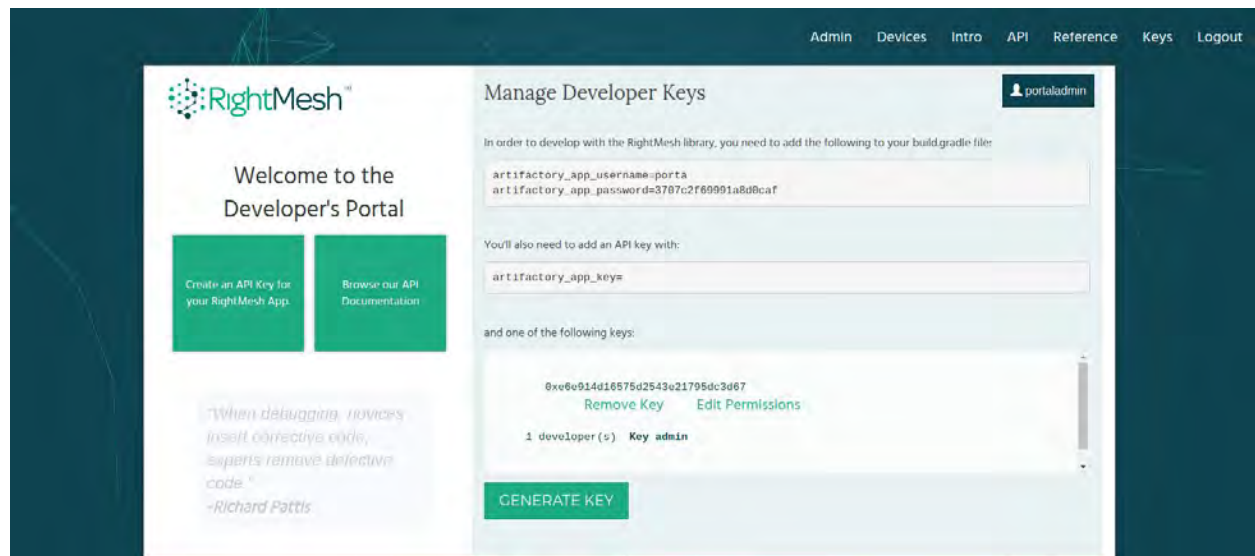 Admin Devices Intro API Reference Keys Logout
RightMesh™
Welcome to the
Developer's Portal
Create an API Key for
your RightMesh App.
Browse our API
Documentation
"When debugging, novices
insert corrective code,
experts remove defective
code."
-Richard Pattis
Manage Developer Keys
portaladmin
In order to develop with the RightMesh library, you need to add the following to your build.gradle file:
artifactory_app_username=porta
artifactory_app_password=3707c2f69991a8d0caf
You'll also need to add an API key with:
artifactory_app_key=
and one of the following keys:
0xe6e914d16575d2543e21795dc3d67
Remove Key Edit Permissions
1 developer(s) Key admin
GENERATE KEY